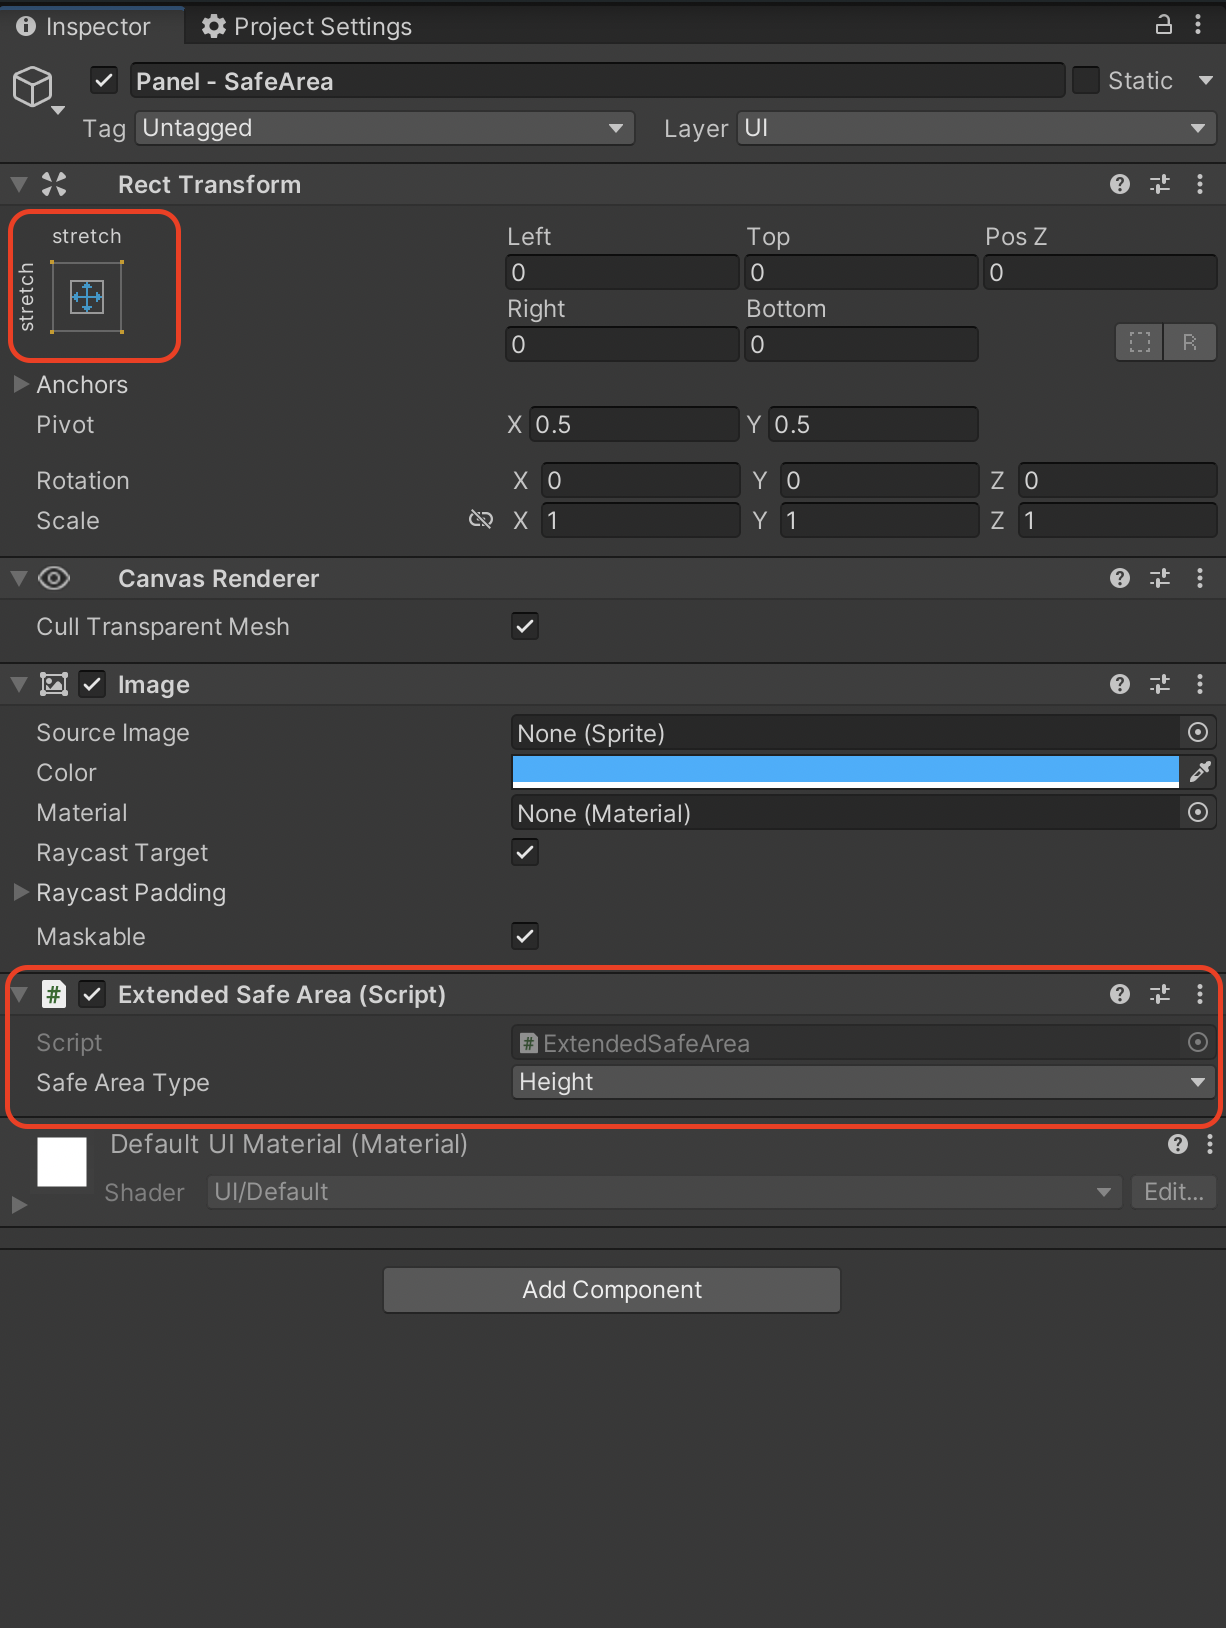 Inspector Project Settings
Panel - SafeArea Static
Tag Untagged Layer UI
Rect Transform
stretch
stretch
Left Top Pos Z
0 0 0
Right Bottom
0 0 R
Anchors
Pivot X 0.5 Y 0.5
Rotation X 0 Y 0 Z 0
Scale X 1 Y 1 Z 1
Canvas Renderer
Cull Transparent Mesh
Image
Source Image None (Sprite)
Color
Material None (Material)
Raycast Target
Raycast Padding
Maskable
# Extended Safe Area (Script)
Script # ExtendedSafeArea
Safe Area Type Height
Default UI Material (Material)
Shader UI/Default Edit...
Add Component